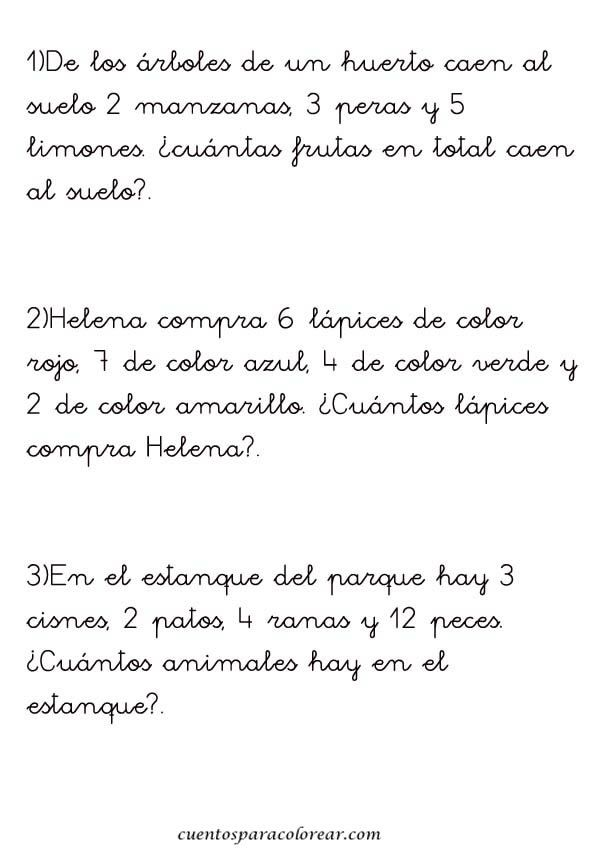 1)De los árboles de un huerto caen al
suelo 2 manzanas, 3 peras y 5
limones. ¿cuántas frutas en total caen
al suelo?.
2)Helena compra 6 lápices de color
rojo, 7 de color azul, 4 de color verde y
2 de color amarillo. ¿Cuántos lápices
compra Helena?.
3)En el estanque del parque hay 3
cisnes, 2 patos, 4 ranas y 12 peces.
¿Cuántos animales hay en el
estanque?.
cuentosparacolorear.com